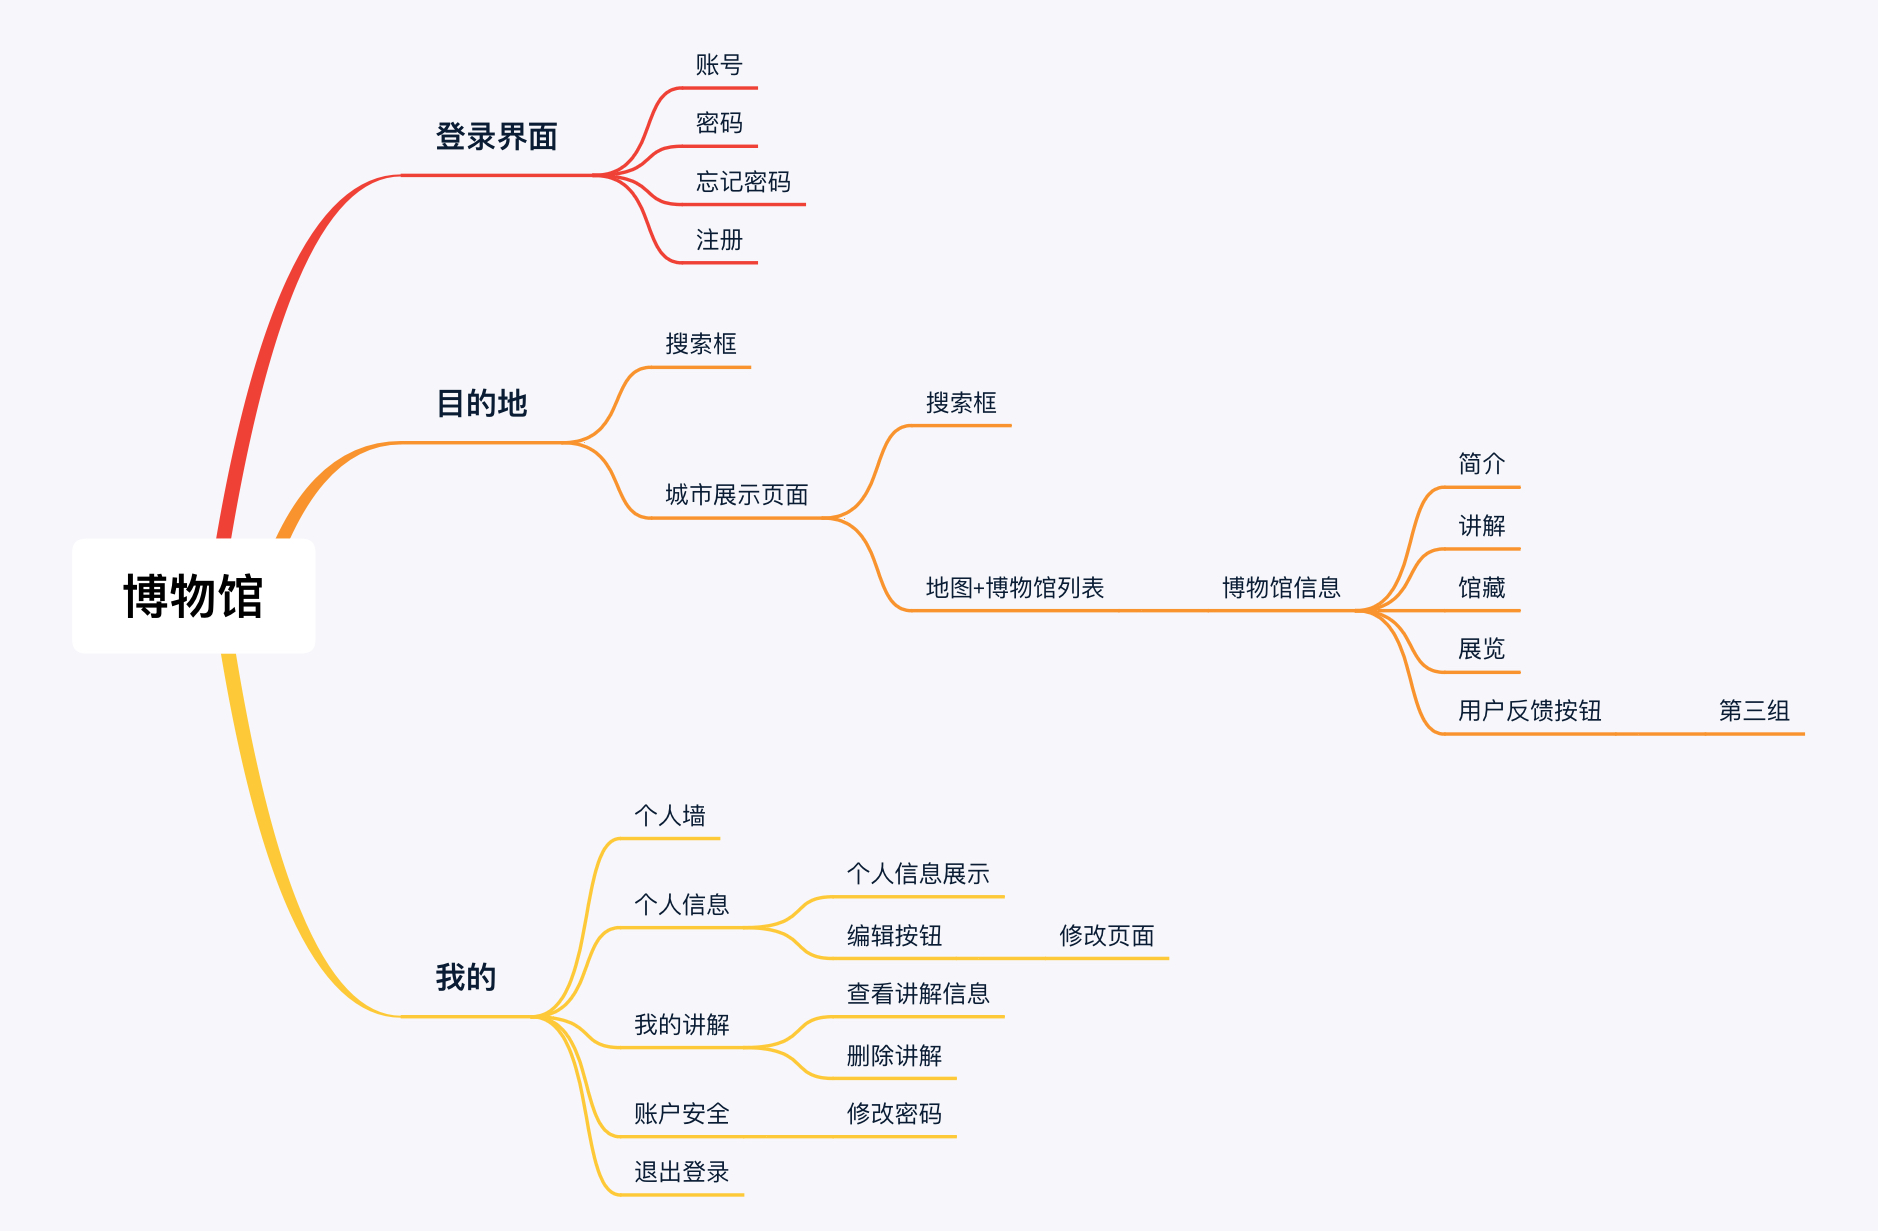 博物馆
登录界面
账号
密码
忘记密码
注册
目的地
搜索框
城市展示页面
搜索框
地图+博物馆列表
博物馆信息
简介
讲解
馆藏
展览
用户反馈按钮
第三组
我的
个人墙
个人信息
个人信息展示
编辑按钮
修改页面
我的讲解
查看讲解信息
删除讲解
账户安全
修改密码
退出登录